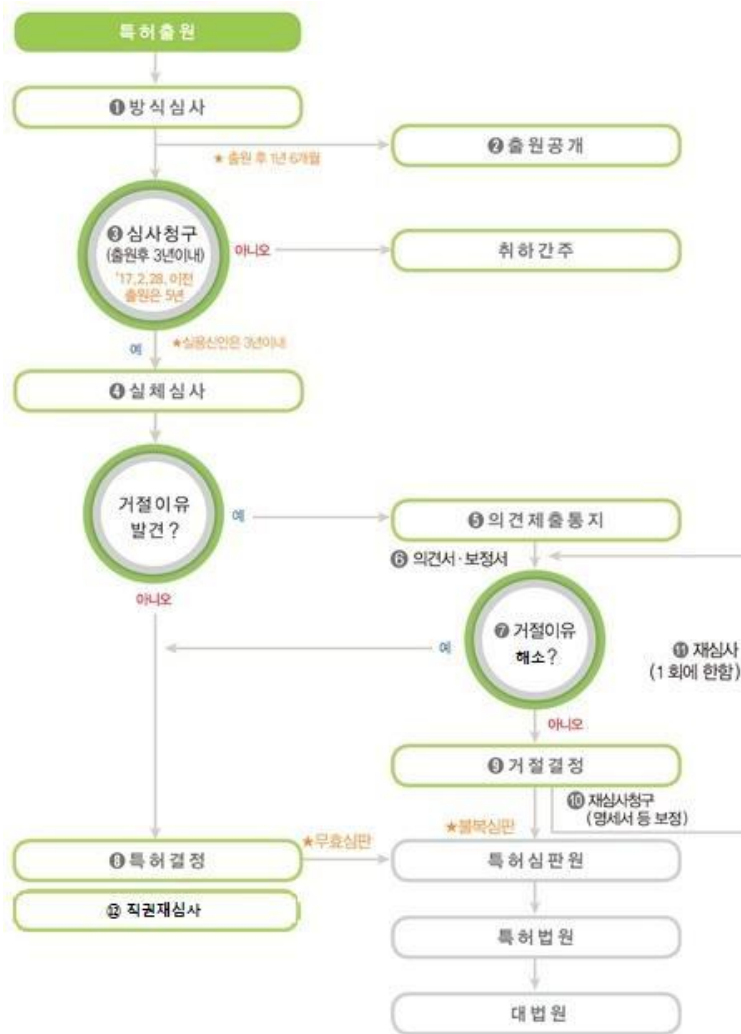 특허출원
❶ 방식심사
★ 출원 후 1년 6개월
❷ 출원공개
❸ 심사청구
(출원후 3년이내)
'17.2.28. 이전
출원은 5년
아니오
취하간주
예
★실용신안은 3년이내
❹ 실체심사
거절이유
발견?
예
❺ 의견제출통지
❻ 의견서·보정서
아니오
❼ 거절이유
해소?
예
⓫ 재심사
(1회에 한함)
아니오
❾ 거절결정
❿ 재심사청구
(명세서 등 보정)
★무효심판
★불복심판
❽ 특허결정
특허심판원
⑫ 직권재심사
특허법원
대법원